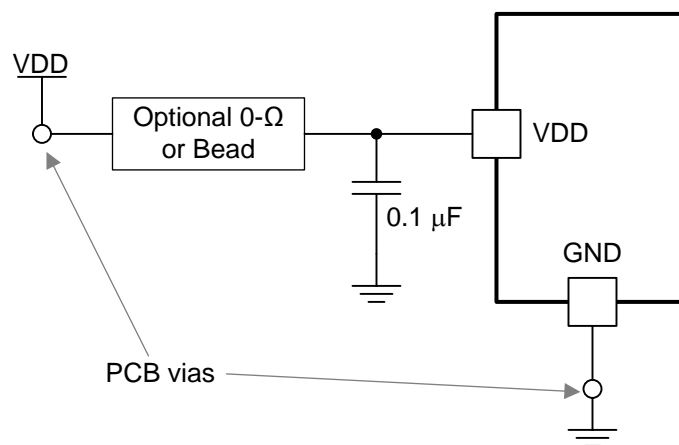 VDD
Optional 0-Ω
or Bead
VDD
0.1 μF
GND
PCB vias